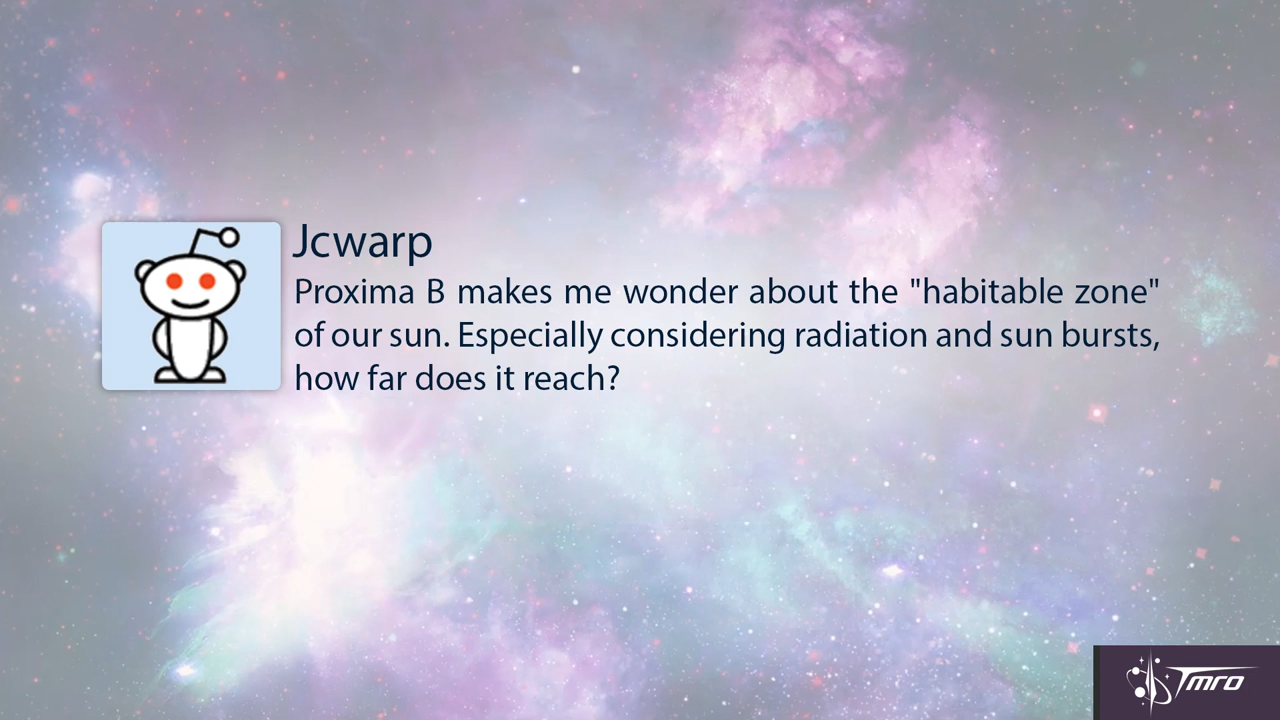 Jcwarp
Proxima B makes me wonder about the "habitable zone"
of our sun. Especially considering radiation and sun bursts,
how far does it reach?
Tmro